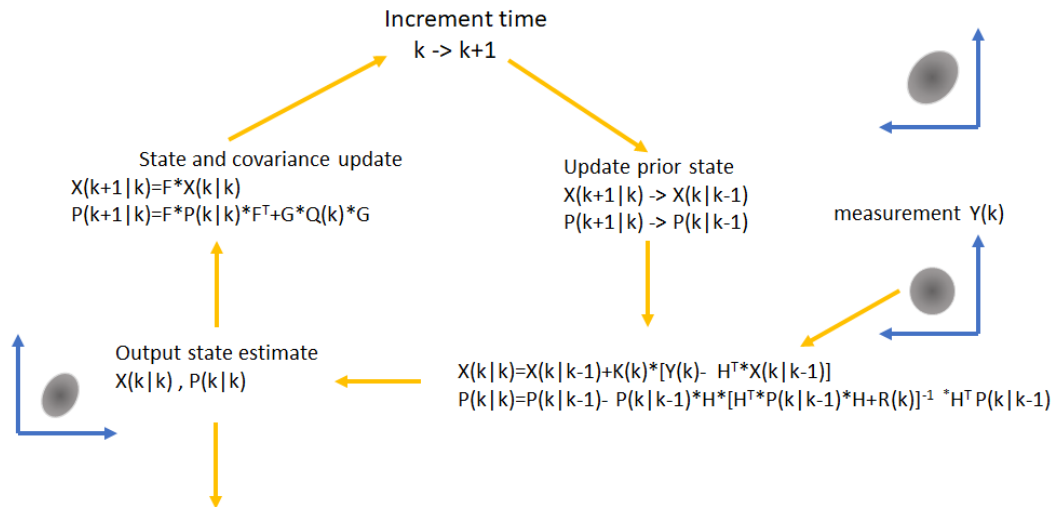 Increment time
k -> k+1
State and covariance update
X(k+1|k)=F*X(k|k)
P(k+1|k)=F*P(k|k)*Fᵀ+G*Q(k)*G
Update prior state
X(k+1|k) -> X(k|k-1)
P(k+1|k) -> P(k|k-1)
measurement Y(k)
Output state estimate
X(k|k) , P(k|k)
X(k|k)=X(k|k-1)+K(k)*[Y(k)- Hᵀ*X(k|k-1)]
P(k|k)=P(k|k-1)- P(k|k-1)*H*[Hᵀ*P(k|k-1)*H+R(k)]⁻¹ *Hᵀ P(k|k-1)